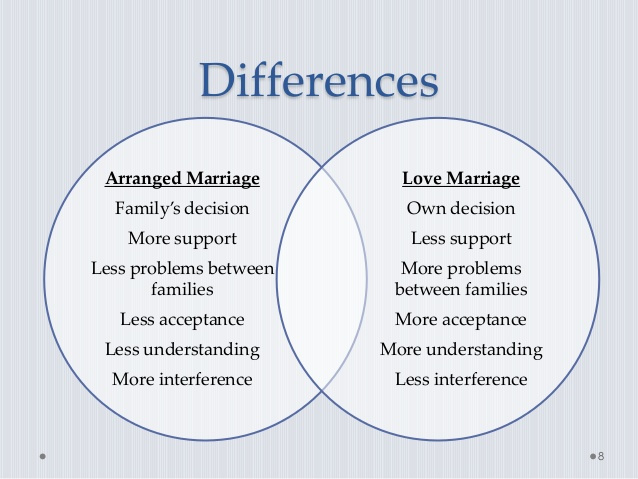 Differences
Arranged Marriage
Family’s decision
More support
Less problems between
families
Less acceptance
Less understanding
More interference
Love Marriage
Own decision
Less support
More problems
between families
More acceptance
More understanding
Less interference
8